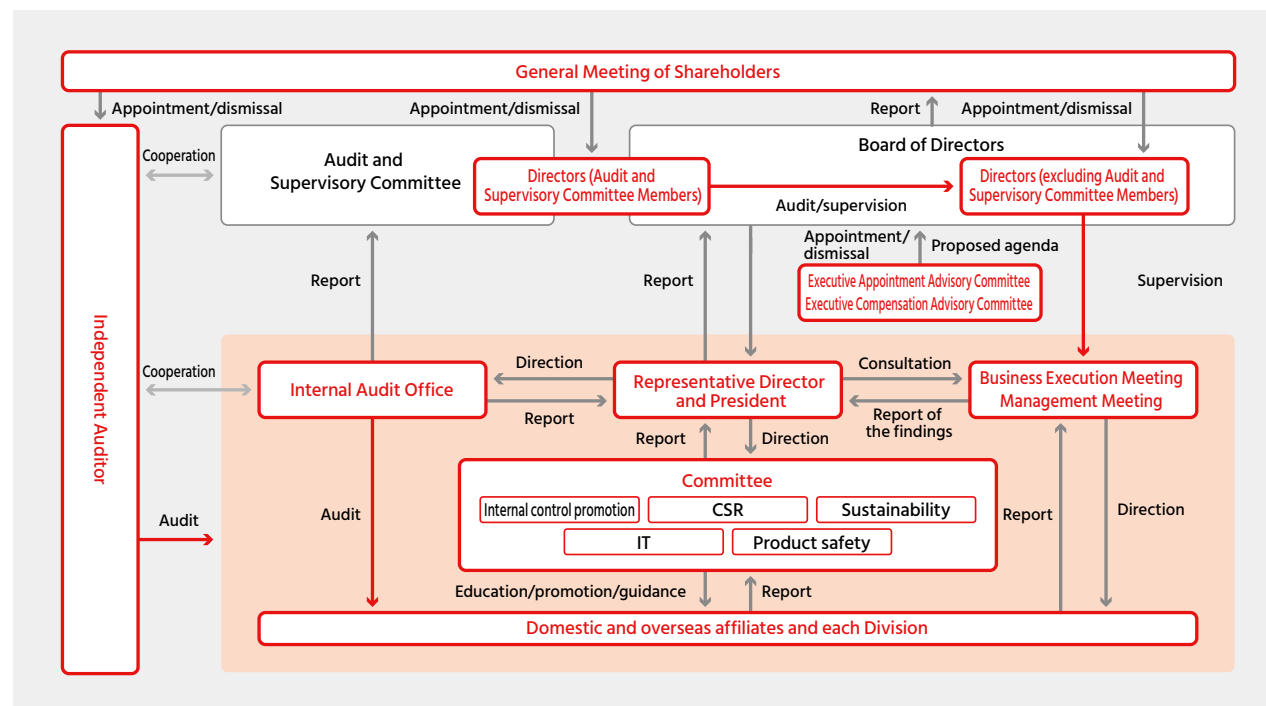 General Meeting of Shareholders
Appointment/dismissal
Appointment/dismissal
Report
Appointment/dismissal
Independent Auditor
Cooperation
Audit and
Supervisory Committee
Directors (Audit and
Supervisory Committee Members)
Board of Directors
Directors (excluding Audit and
Supervisory Committee Members)
Audit/supervision
Appointment/
dismissal
Proposed agenda
Executive Appointment Advisory Committee
Executive Compensation Advisory Committee
Report
Report
Supervision
Cooperation
Internal Audit Office
Direction
Report
Representative Director
and President
Consultation
Report of
the findings
Business Execution Meeting
Management Meeting
Report
Direction
Committee
Internal control promotion
CSR
Sustainability
IT
Product safety
Audit
Audit
Report
Direction
Education/promotion/guidance
Report
Domestic and overseas affiliates and each Division